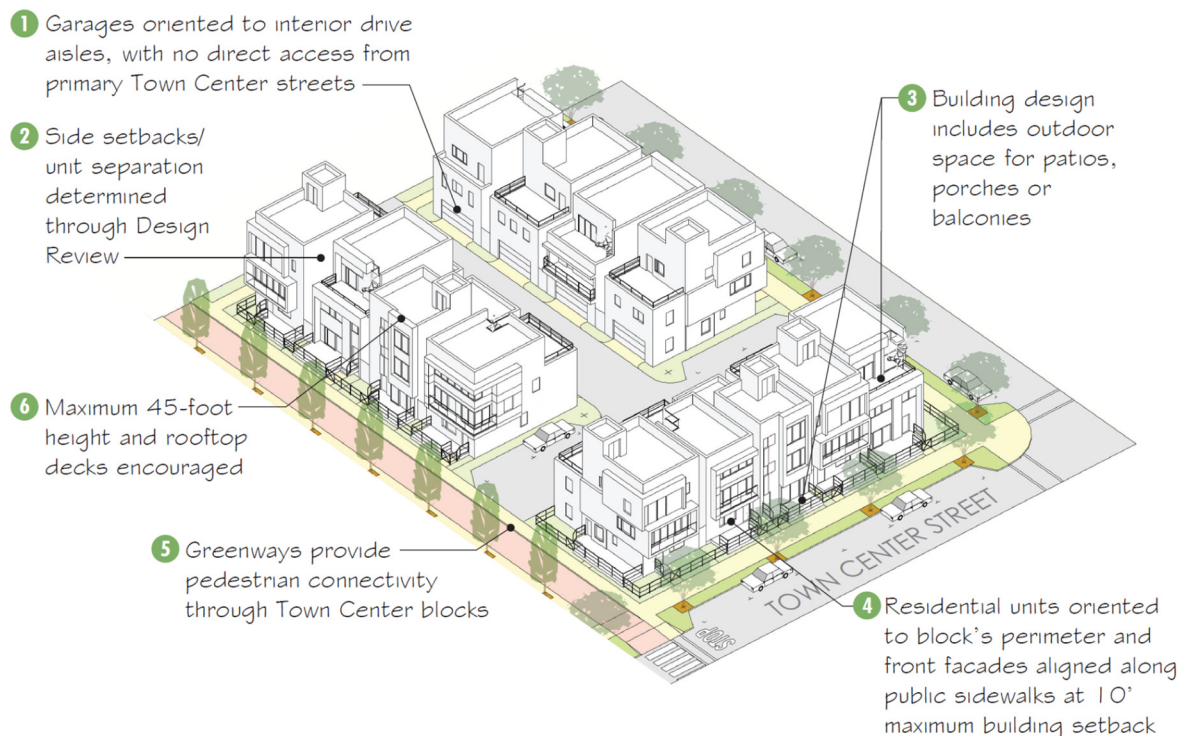 1 Garages oriented to interior drive
aisles, with no direct access from
primary Town Center streets
2 Side setbacks/
unit separation
determined
through Design
Review
3 Building design
includes outdoor
space for patios,
porches or
balconies
6 Maximum 45-foot
height and rooftop
decks encouraged
5 Greenways provide
pedestrian connectivity
through Town Center blocks
TOWN CENTER STREET
STOP
4 Residential units oriented
to block's perimeter and
front facades aligned along
public sidewalks at 10'
maximum building setback